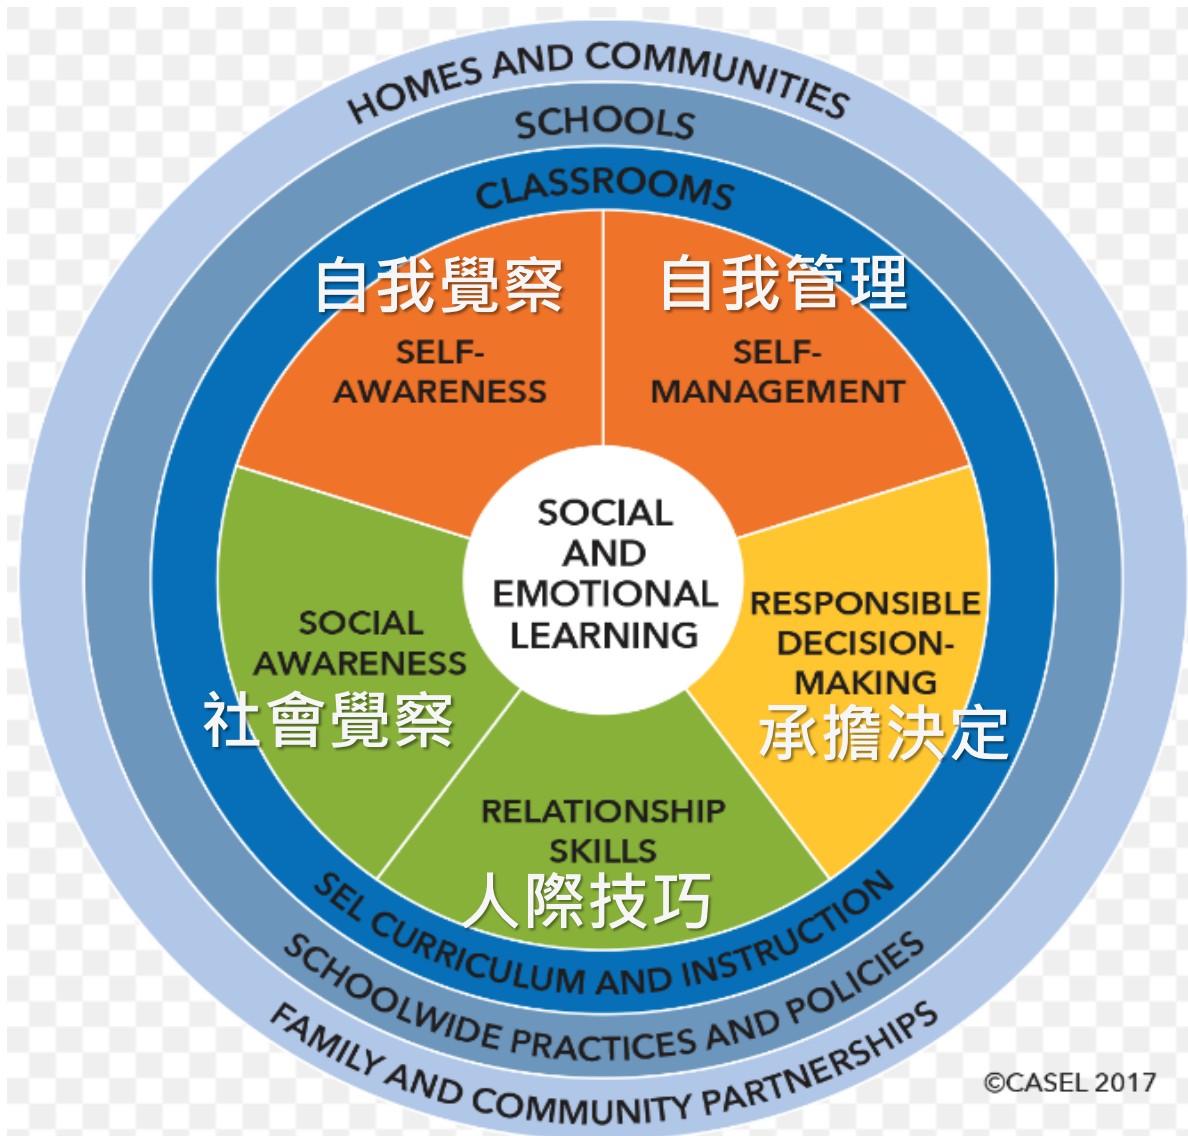 HOMES AND COMMUNITIES
SCHOOLS
CLASSROOMS
自我覺察
自我管理
SELF-
AWARENESS
SELF-
MANAGEMENT
SOCIAL
AND
EMOTIONAL
LEARNING
SOCIAL
AWARENESS
社會覺察
RESPONSIBLE
DECISION-
MAKING
承擔決定
RELATIONSHIP
SKILLS
人際技巧
SEL CURRICULUM AND INSTRUCTION
SCHOOLWIDE PRACTICES AND POLICIES
FAMILY AND COMMUNITY PARTNERSHIPS
©CASEL 2017